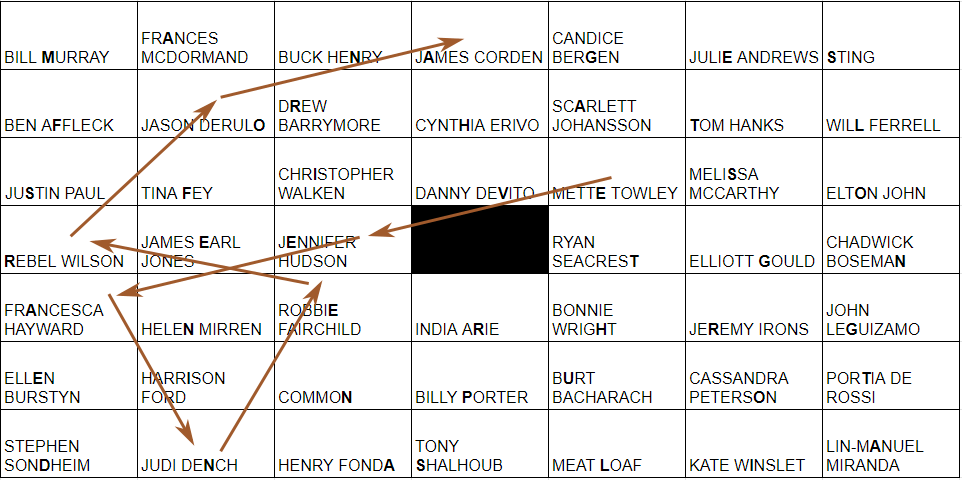 BILL MURRAY
FRANCES
MCDORMAND
BUCK HENRY
JAMES CORDEN
CANDICE
BERGEN
JULIE ANDREWS
STING
BEN AFFLECK
JASON DERULO
DREW
BARRYMORE
CYNTHIA ERIVO
SCARLETT
JOHANSSON
TOM HANKS
WILL FERRELL
JUSTIN PAUL
TINA FEY
CHRISTOPHER
WALKEN
DANNY DEVITO
METTE TOWLEY
MELISSA
MCCARTHY
ELTON JOHN
REBEL WILSON
JAMES EARL
JONES
JENNIFER
HUDSON
RYAN
SEACREST
ELLIOTT GOULD
CHADWICK
BOSEMAN
FRANCESCA
HAYWARD
HELEN MIRREN
ROBBIE
FAIRCHILD
INDIA ARIE
BONNIE
WRIGHT
JEREMY IRONS
JOHN
LEGUIZAMO
ELLEN
BURSTYN
HARRISON
FORD
COMMON
BILLY PORTER
BURT
BACHARACH
CASSANDRA
PETERSON
PORTIA DE
ROSSI
STEPHEN
SONDHEIM
JUDI DENCH
HENRY FONDA
TONY
SHALHOUB
MEAT LOAF
KATE WINSLET
LIN-MANUEL
MIRANDA